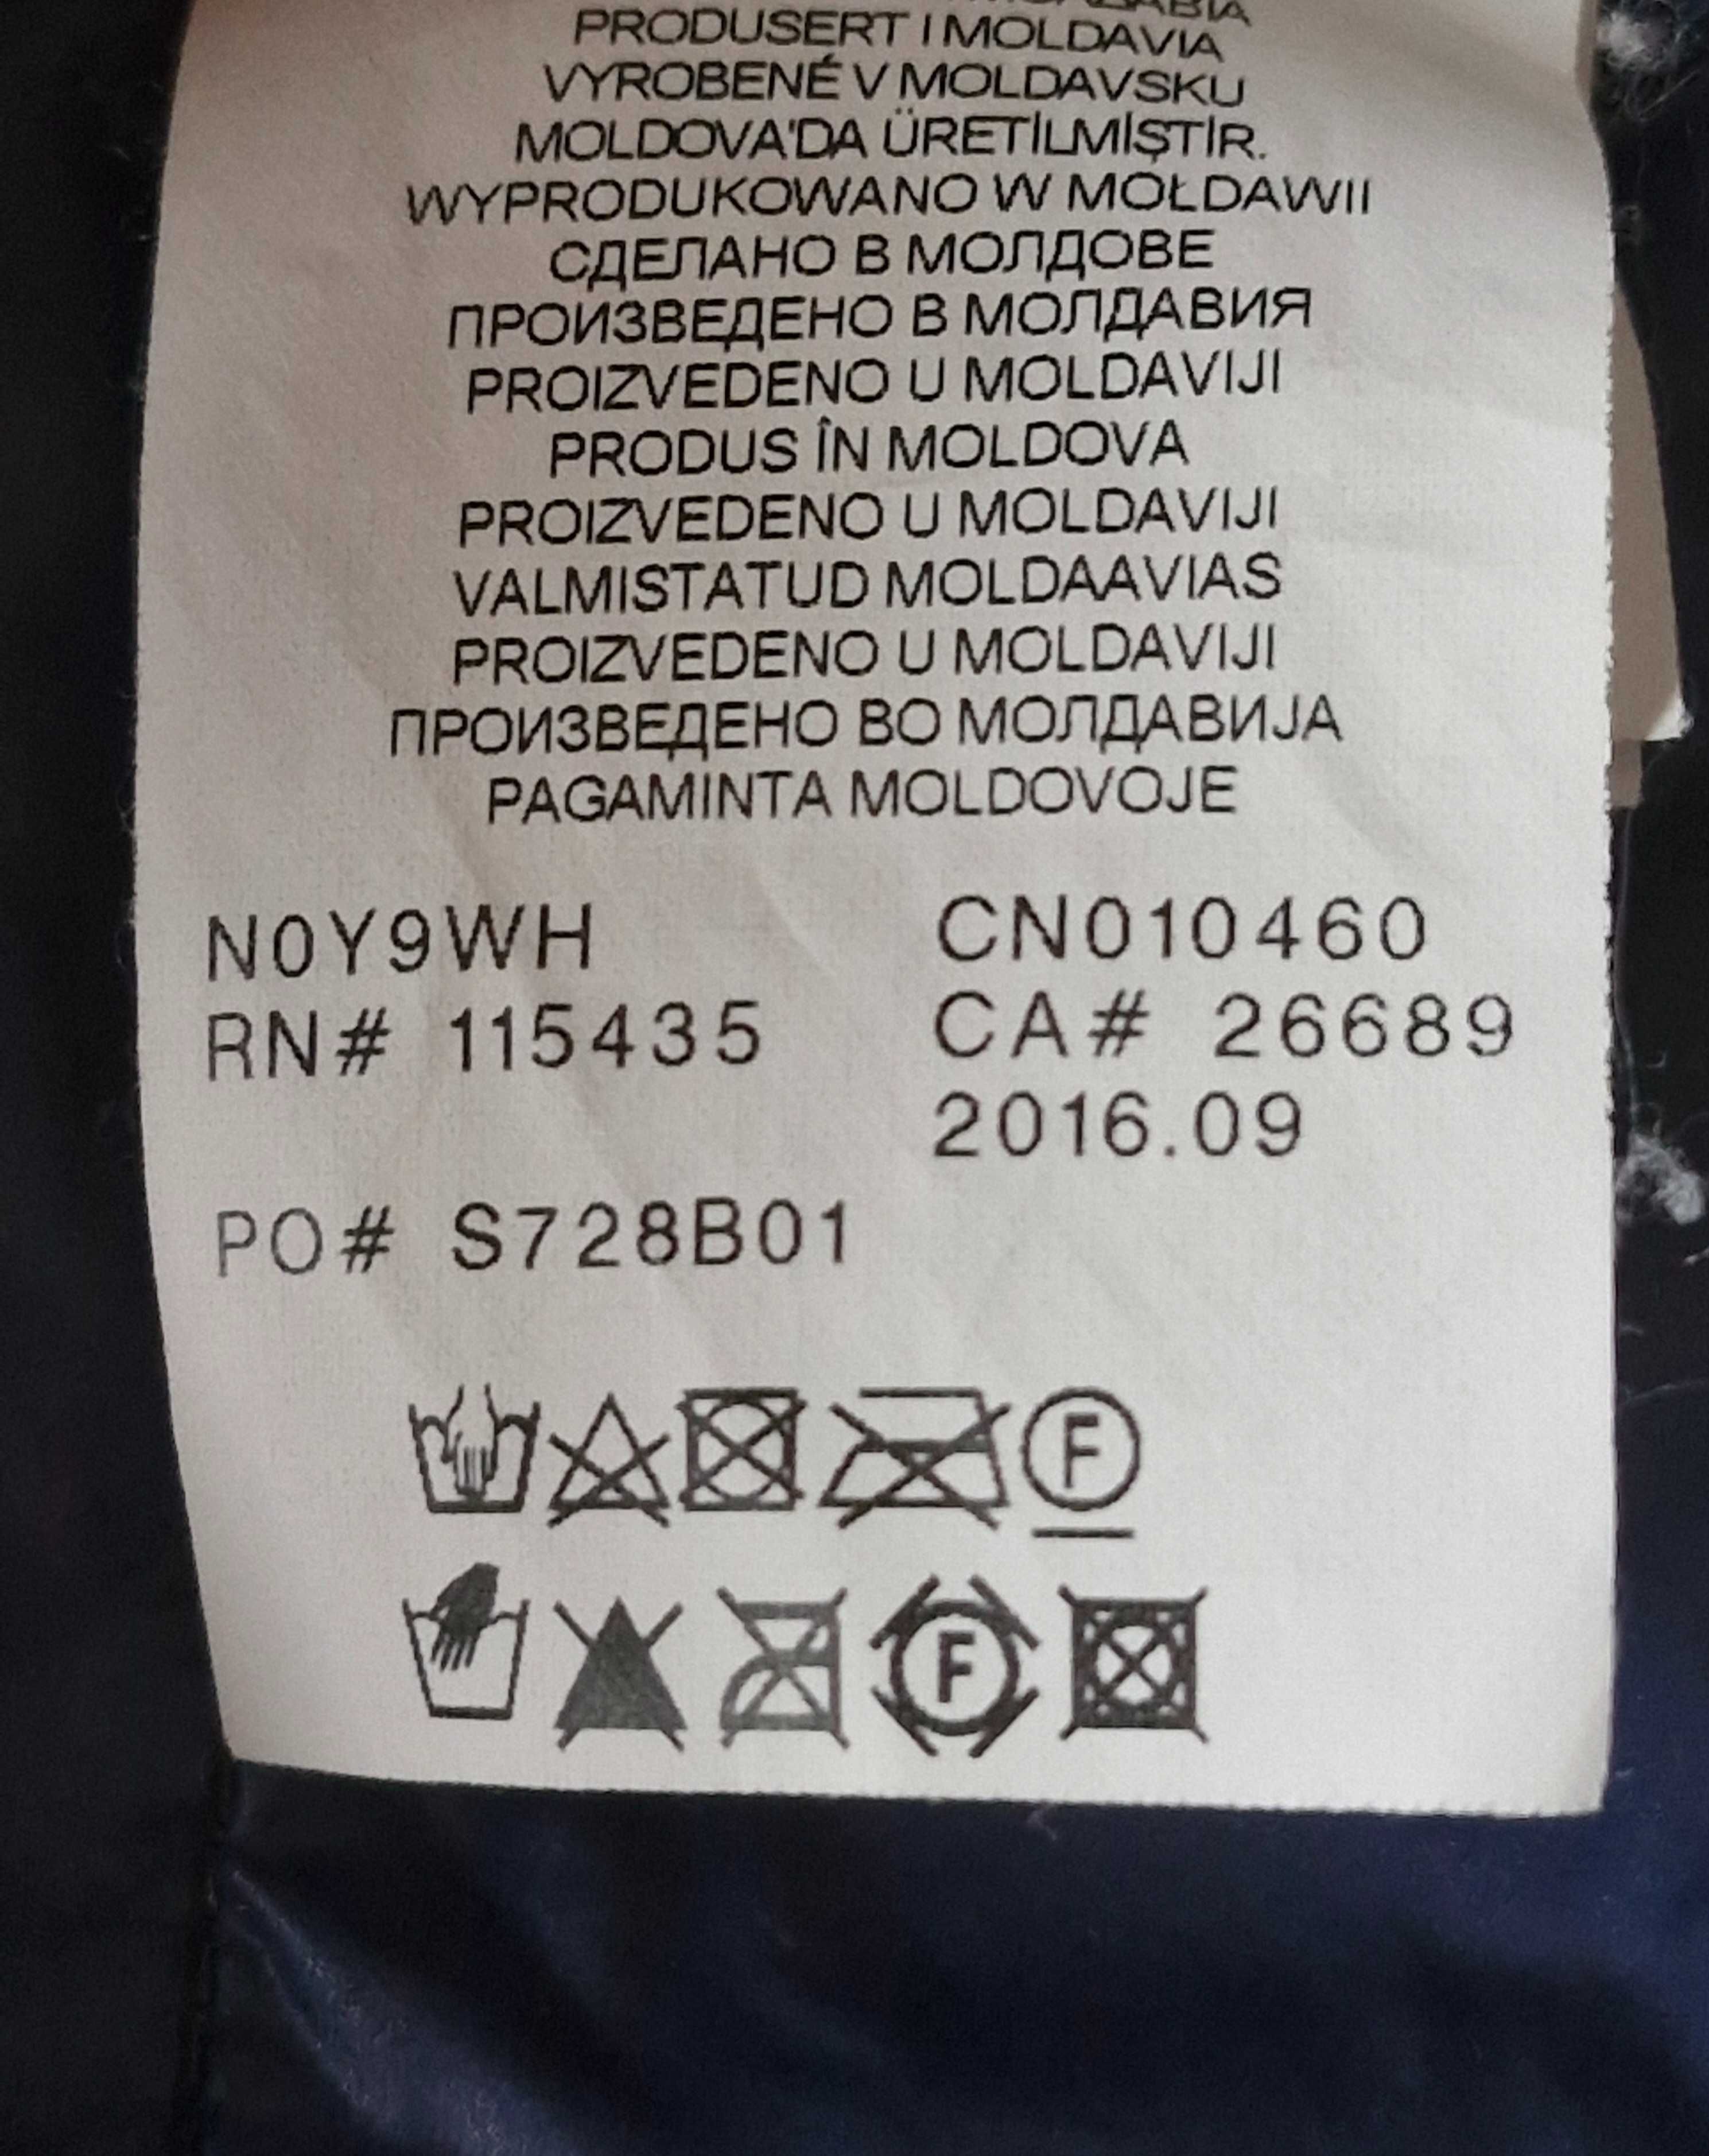 PRODUSERT I MOLDAVIA
VYROBENÉ V MOLDAVSKU
MOLDOVA'DA ÜRETİLMİŞTİR.
WYPRODUKOWANO W MOŁDAWII
СДЕЛАНО В МОЛДОВЕ
ПРОИЗВЕДЕНО В МОЛДАВИЯ
PROIZVEDENO U MOLDAVIJI
PRODUS ÎN MOLDOVA
PROIZVEDENO U MOLDAVIJI
VALMISTATUD MOLDAAVIAS
PROIZVEDENO U MOLDAVIJI
ПРОИЗВЕДЕНО ВО МОЛДАВИЈА
PAGAMINTA MOLDOVOJE
N0Y9WH CN010460
RN# 115435 CA# 26689
2016.09
PO# S728B01
F
F